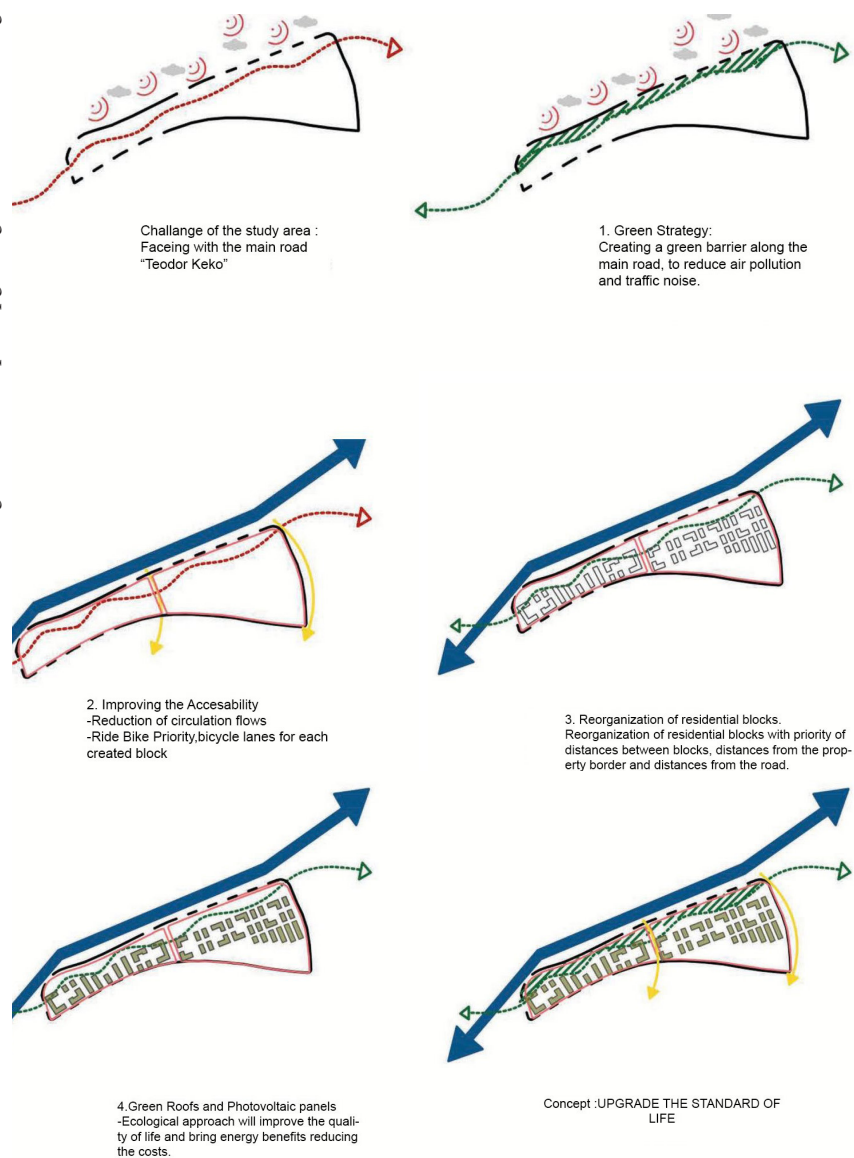 Challange of the study area :
Faceing with the main road
“Teodor Keko”
1. Green Strategy:
Creating a green barrier along the
main road, to reduce air pollution
and traffic noise.
2. Improving the Accesability
-Reduction of circulation flows
-Ride Bike Priority,bicycle lanes for each
created block
3. Reorganization of residential blocks.
Reorganization of residential blocks with priority of
distances between blocks, distances from the prop-
erty border and distances from the road.
4.Green Roofs and Photovoltaic panels
-Ecological approach will improve the quali-
ty of life and bring energy benefits reducing
the costs.
Concept :UPGRADE THE STANDARD OF
LIFE